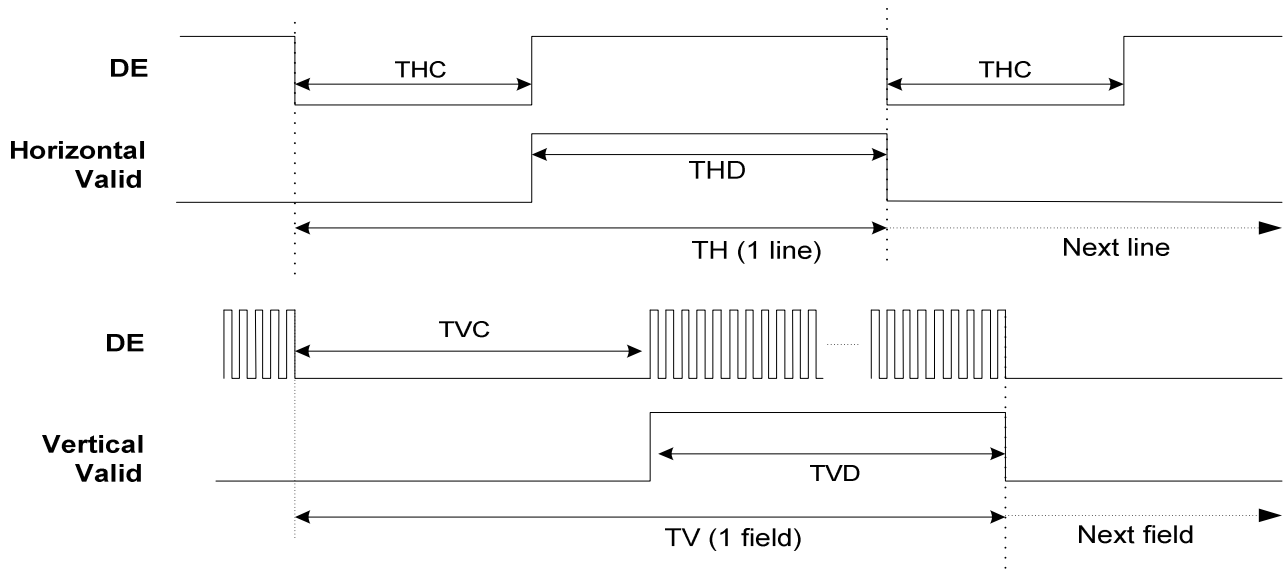 DE
THC
THC
Horizontal
Valid
THD
TH (1 line)
Next line
DE
TVC
Vertical
Valid
TVD
TV (1 field)
Next field